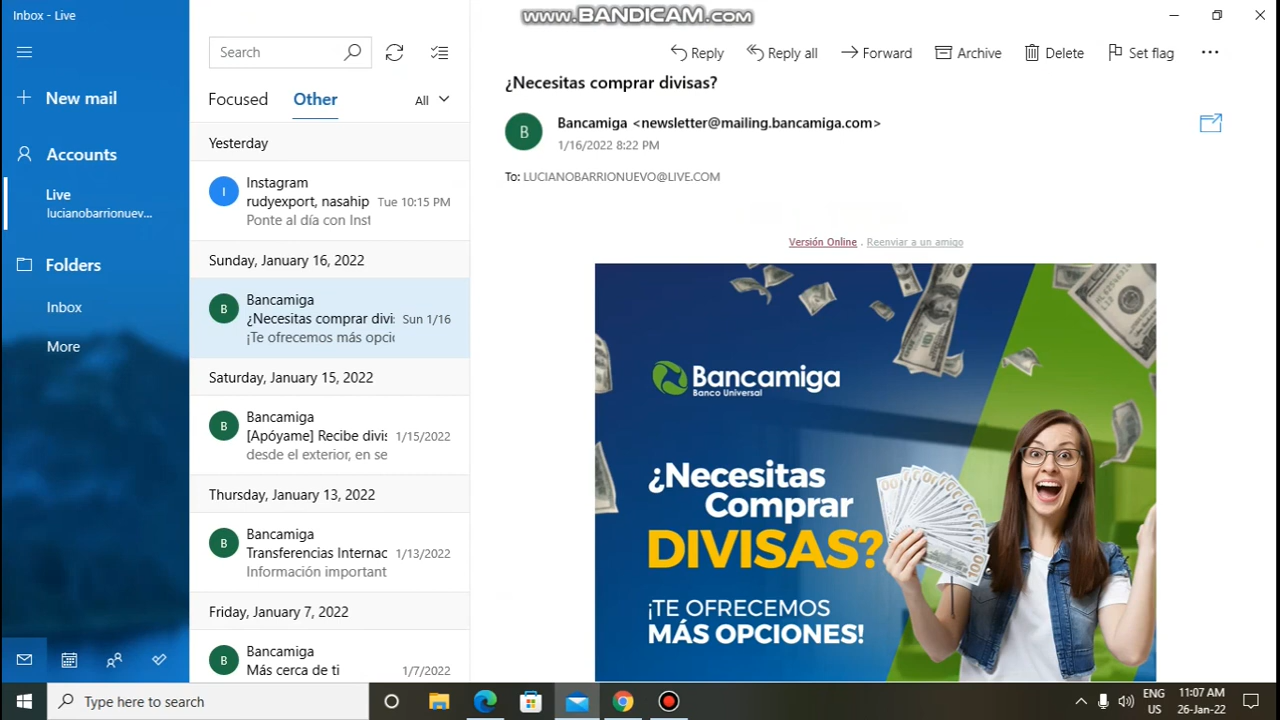 Inbox - Live
www.BANDICAM.com
New mail
Accounts
Live
lucianobarrionuev...
Folders
Inbox
More
Search
Focused
Other
All
Yesterday
I
Instagram
rudyexport, nasahip
Tue 10:15 PM
Ponte al día con Inst
Sunday, January 16, 2022
B
Bancamiga
¿Necesitas comprar divi:
Sun 1/16
¡Te ofrecemos más opci
Saturday, January 15, 2022
B
Bancamiga
[Apóyame] Recibe divi:
1/15/2022
desde el exterior, en se
Thursday, January 13, 2022
B
Bancamiga
Transferencias Internac
1/13/2022
Información important
Friday, January 7, 2022
B
Bancamiga
Más cerca de ti
1/7/2022
Reply
Reply all
Forward
Archive
Delete
Set flag
¿Necesitas comprar divisas?
B
Bancamiga <newsletter@mailing.bancamiga.com>
1/16/2022 8:22 PM
To: LUCIANOBARRIONUEVO@LIVE.COM
Versión Online . Reenviar a un amigo
Bancamiga
Banco Universal
¿Necesitas
Comprar
DIVISAS?
¡TE OFRECEMOS
MÁS OPCIONES!
100
Type here to search
ENG
US
11:07 AM
26-Jan-22